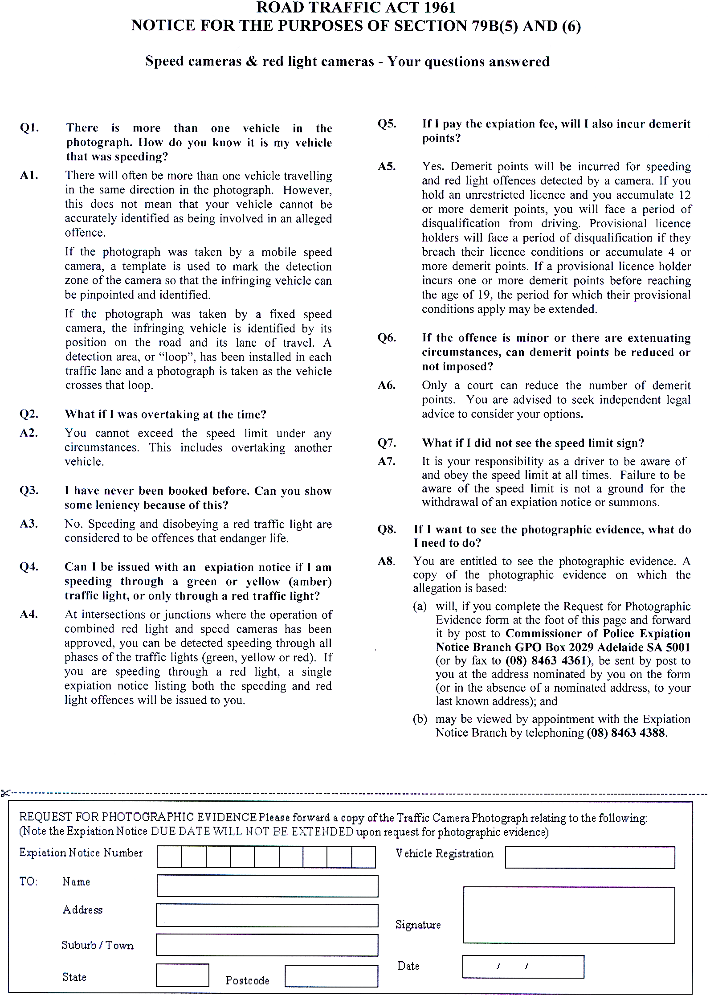 ROAD TRAFFIC ACT 1961
NOTICE FOR THE PURPOSES OF SECTION 79B(5) AND (6)
Speed cameras & red light cameras - Your questions answered
Q1. There is more than one vehicle in the
photograph. How do you know it is my vehicle
that was speeding?
A1. There will often be more than one vehicle travelling
in the same direction in the photograph. However,
this does not mean that your vehicle cannot be
accurately identified as being involved in an alleged
offence.
If the photograph was taken by a mobile speed
camera, a template is used to mark the detection
zone of the camera so that the infringing vehicle can
be pinpointed and identified.
If the photograph was taken by a fixed speed
camera, the infringing vehicle is identified by its
position on the road and its lane of travel. A
detection area, or “loop”, has been installed in each
traffic lane and a photograph is taken as the vehicle
crosses that loop.
Q2. What if I was overtaking at the time?
A2. You cannot exceed the speed limit under any
circumstances. This includes overtaking another
vehicle.
Q3. I have never been booked before. Can you show
some leniency because of this?
A3. No. Speeding and disobeying a red traffic light are
considered to be offences that endanger life.
Q4. Can I be issued with an expiation notice if I am
speeding through a green or yellow (amber)
traffic light, or only through a red traffic light?
A4. At intersections or junctions where the operation of
combined red light and speed cameras has been
approved, you can be detected speeding through all
phases of the traffic lights (green, yellow or red). If
you are speeding through a red light, a single
expiation notice listing both the speeding and red
light offences will be issued to you.
Q5. If I pay the expiation fee, will I also incur demerit
points?
A5. Yes. Demerit points will be incurred for speeding
and red light offences detected by a camera. If you
hold an unrestricted licence and you accumulate 12
or more demerit points, you will face a period of
disqualification from driving. Provisional licence
holders will face a period of disqualification if they
breach their licence conditions or accumulate 4 or
more demerit points. If a provisional licence holder
incurs one or more demerit points before reaching
the age of 19, the period for which their provisional
conditions apply may be extended.
Q6. If the offence is minor or there are extenuating
circumstances, can demerit points be reduced or
not imposed?
A6. Only a court can reduce the number of demerit
points. You are advised to seek independent legal
advice to consider your options.
Q7. What if I did not see the speed limit sign?
A7. It is your responsibility as a driver to be aware of
and obey the speed limit at all times. Failure to be
aware of the speed limit is not a ground for the
withdrawal of an expiation notice or summons.
Q8. If I want to see the photographic evidence, what do
I need to do?
A8. You are entitled to see the photographic evidence. A
copy of the photographic evidence on which the
allegation is based:
(a) will, if you complete the Request for Photographic
Evidence form at the foot of this page and forward
it by post to Commissioner of Police Expiation
Notice Branch GPO Box 2029 Adelaide SA 5001
(or by fax to (08) 8463 4361), be sent by post to
you at the address nominated by you on the form
(or in the absence of a nominated address, to your
last known address); and
(b) may be viewed by appointment with the Expiation
Notice Branch by telephoning (08) 8463 4388.
REQUEST FOR PHOTOGRAPHIC EVIDENCE Please forward a copy of the Traffic Camera Photograph relating to the following:
(Note the Expiation Notice DUE DATE WILL NOT BE EXTENDED upon request for photographic evidence)
Expiation Notice Number Vehicle Registration
TO: Name
Address
Signature
Suburb / Town
Date / /
State Postcode